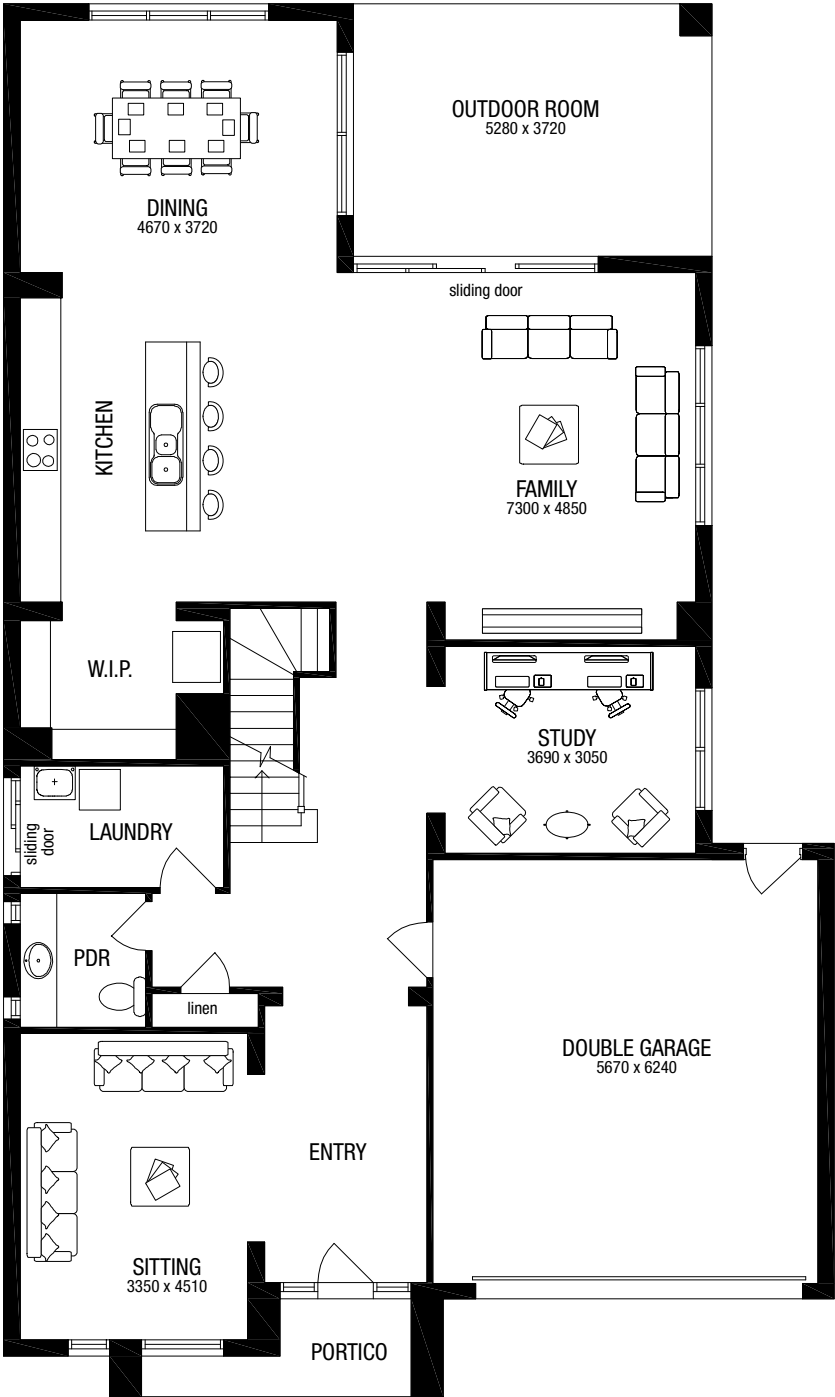 OUTDOOR ROOM
5280 x 3720
DINING
4670 x 3720
sliding door
KITCHEN
FAMILY
7300 x 4850
W.I.P.
STUDY
3690 x 3050
LAUNDRY
sliding
door
PDR
linen
DOUBLE GARAGE
5670 x 6240
ENTRY
SITTING
3350 x 4510
PORTICO